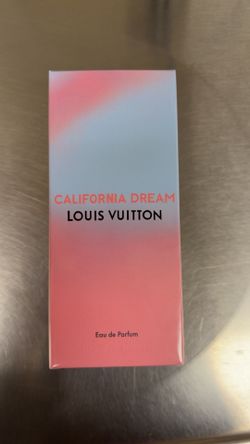 CALIFORNIA DREAM
LOUIS VUITTON
Eau de Parfum